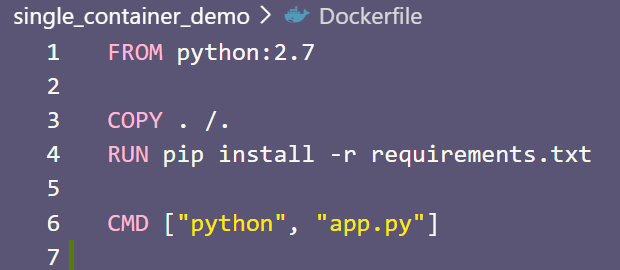 single_container_demo > Dockerfile
1 FROM python:2.7
2
3 COPY . /.
4 RUN pip install -r requirements.txt
5
6 CMD ["python", "app.py"]
7